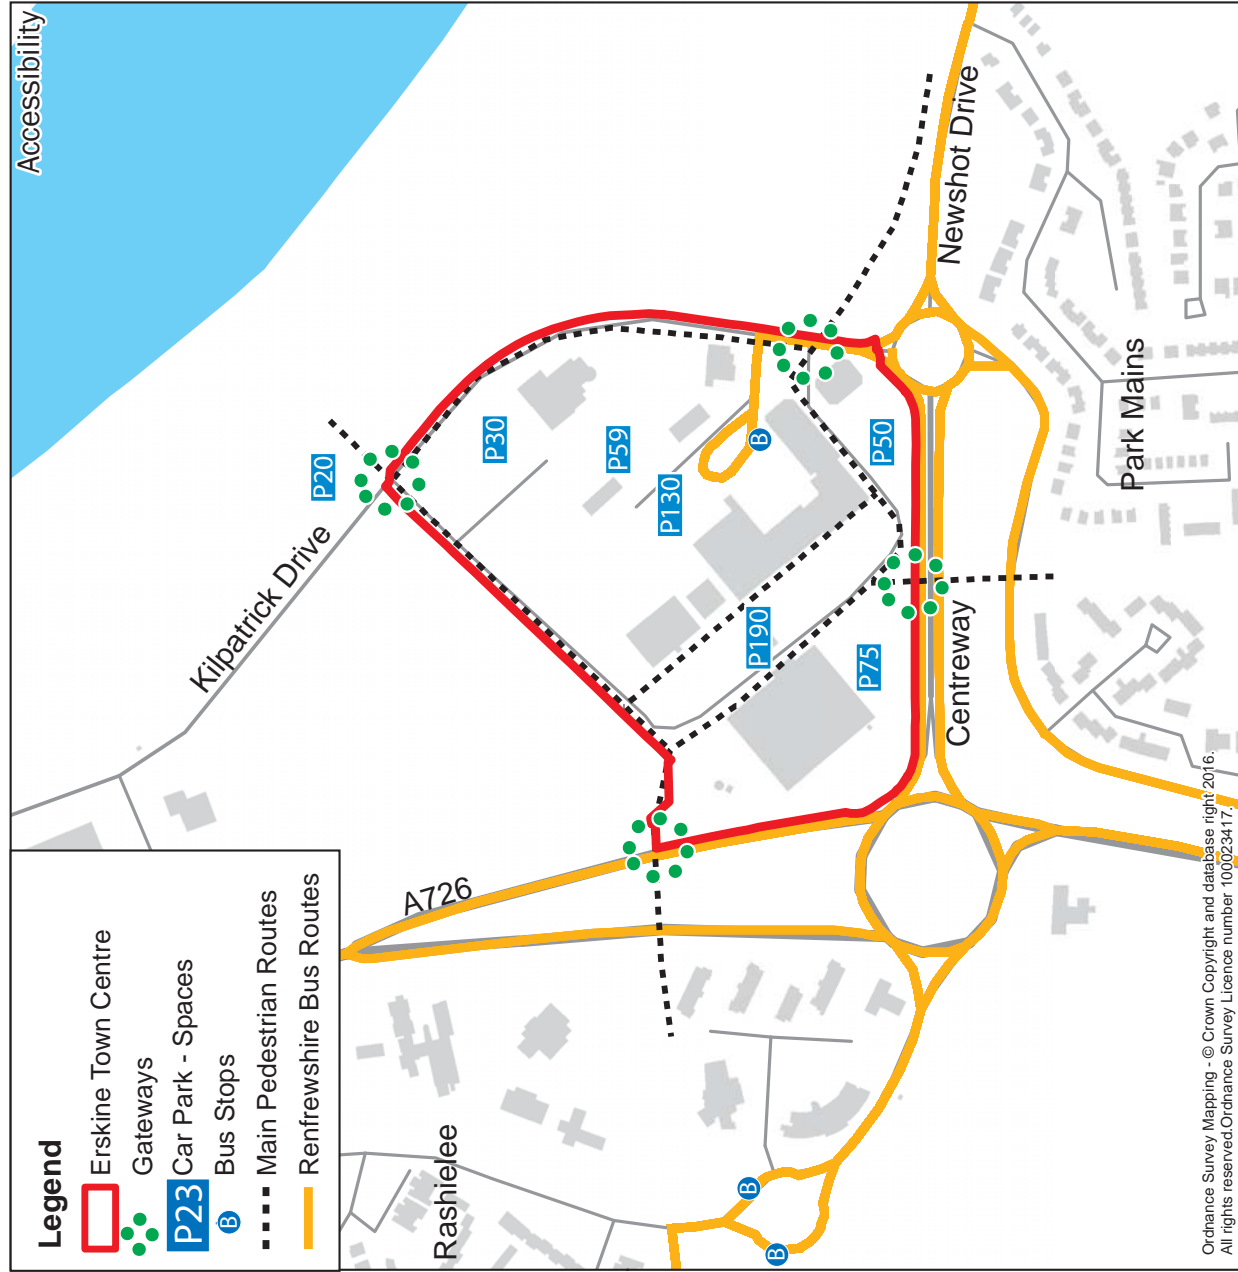 Accessibility
Legend
Erskine Town Centre
Gateways
P23 Car Park - Spaces
B Bus Stops
Main Pedestrian Routes
Renfrewshire Bus Routes
Kilpatrick Drive
P20
P30
P59
P130
P190
P50
P75
B
A726
Newshot Drive
Centreway
Park Mains
Rashielee
B
B
Ordnance Survey Mapping - © Crown Copyright and database right 2016.
All rights reserved.Ordnance Survey Licence number 100023417.